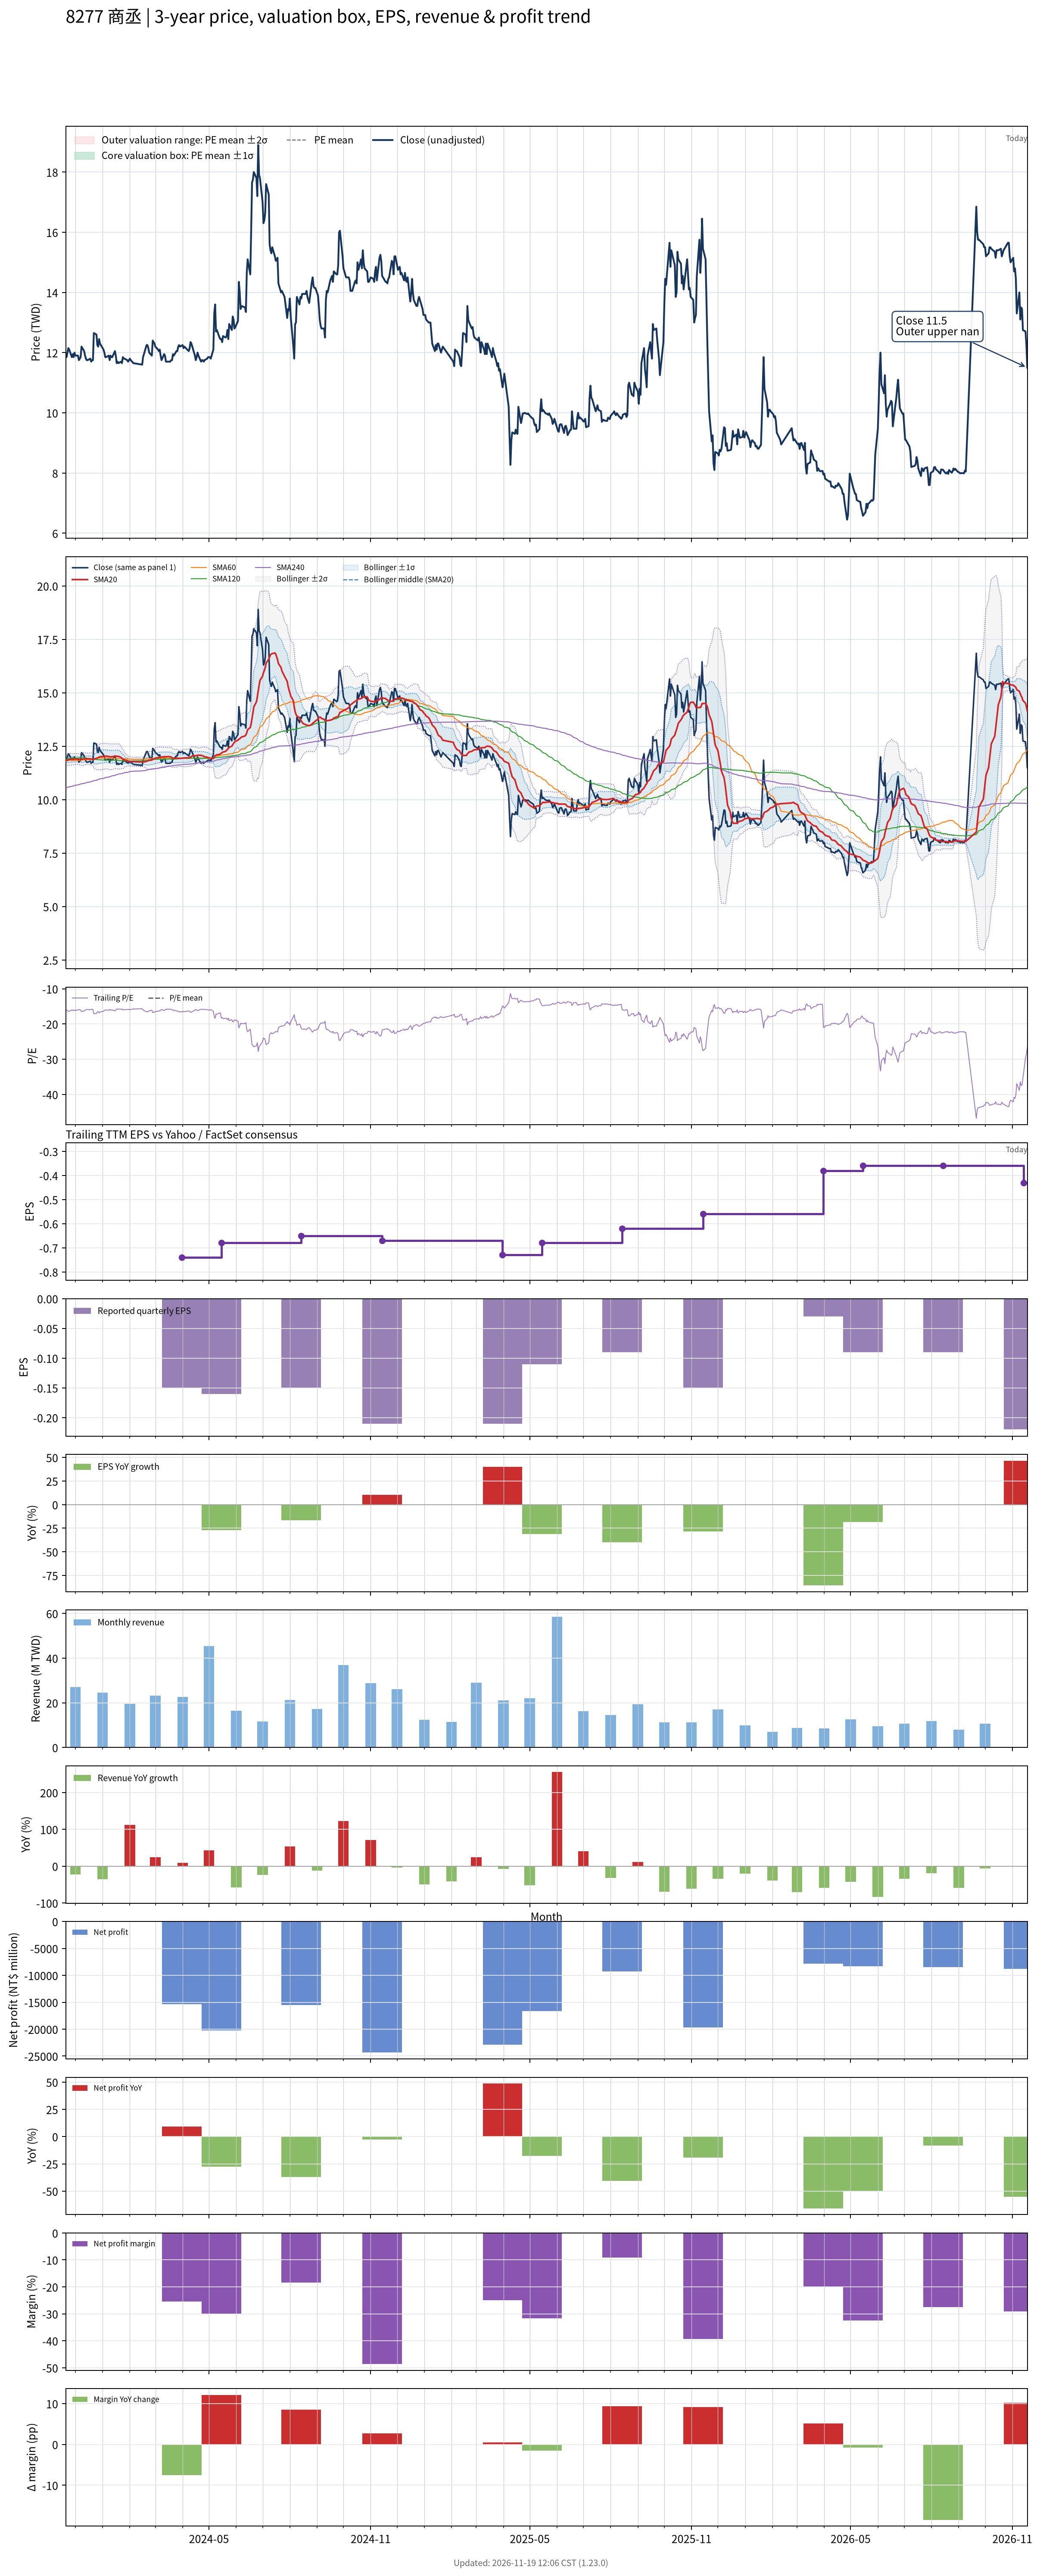 8277 商丞 | 3-year price, valuation box, EPS, revenue & profit trend
Outer valuation range: PE mean ±2σ
PE mean
Close (unadjusted)
Core valuation box: PE mean ±1σ
Today
Price (TWD)
18
16
14
12
10
8
6
Close 11.5
Outer upper nan
Close (same as panel 1)
SMA20
SMA60
SMA120
SMA240
Bollinger ±2σ
Bollinger ±1σ
Bollinger middle (SMA20)
Price
20.0
17.5
15.0
12.5
10.0
7.5
5.0
2.5
Trailing P/E
P/E mean
P/E
-10
-20
-30
-40
Trailing TTM EPS vs Yahoo / FactSet consensus
Today
EPS
-0.3
-0.4
-0.5
-0.6
-0.7
-0.8
Reported quarterly EPS
EPS
0.00
-0.05
-0.10
-0.15
-0.20
EPS YoY growth
YoY (%)
50
25
0
-25
-50
-75
Monthly revenue
Revenue (M TWD)
60
40
20
0
Revenue YoY growth
YoY (%)
200
100
0
-100
Month
Net profit
Net profit (NT$ million)
0
-5000
-10000
-15000
-20000
-25000
Net profit YoY
YoY (%)
50
25
0
-25
-50
Net profit margin
Margin (%)
0
-10
-20
-30
-40
-50
Margin YoY change
Δ margin (pp)
10
0
-10
2024-05
2024-11
2025-05
2025-11
2026-05
2026-11
Updated: 2026-11-19 12:06 CST (1.23.0)